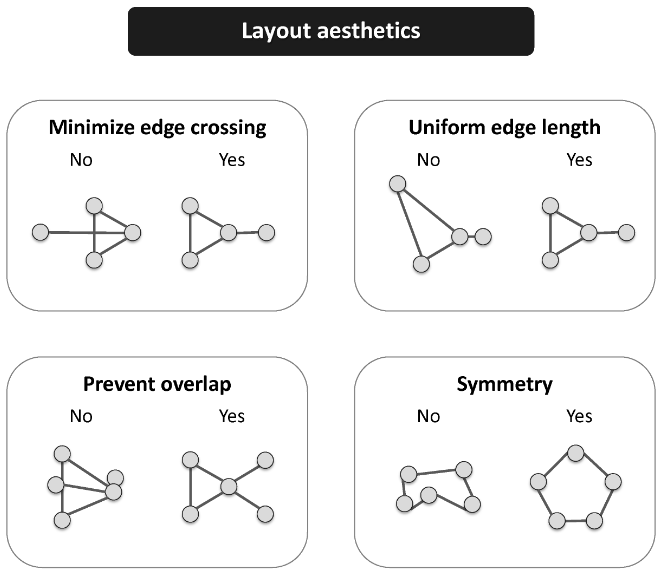 Layout aesthetics
Minimize edge crossing
No
Yes
Uniform edge length
No
Yes
Prevent overlap
No
Yes
Symmetry
No
Yes